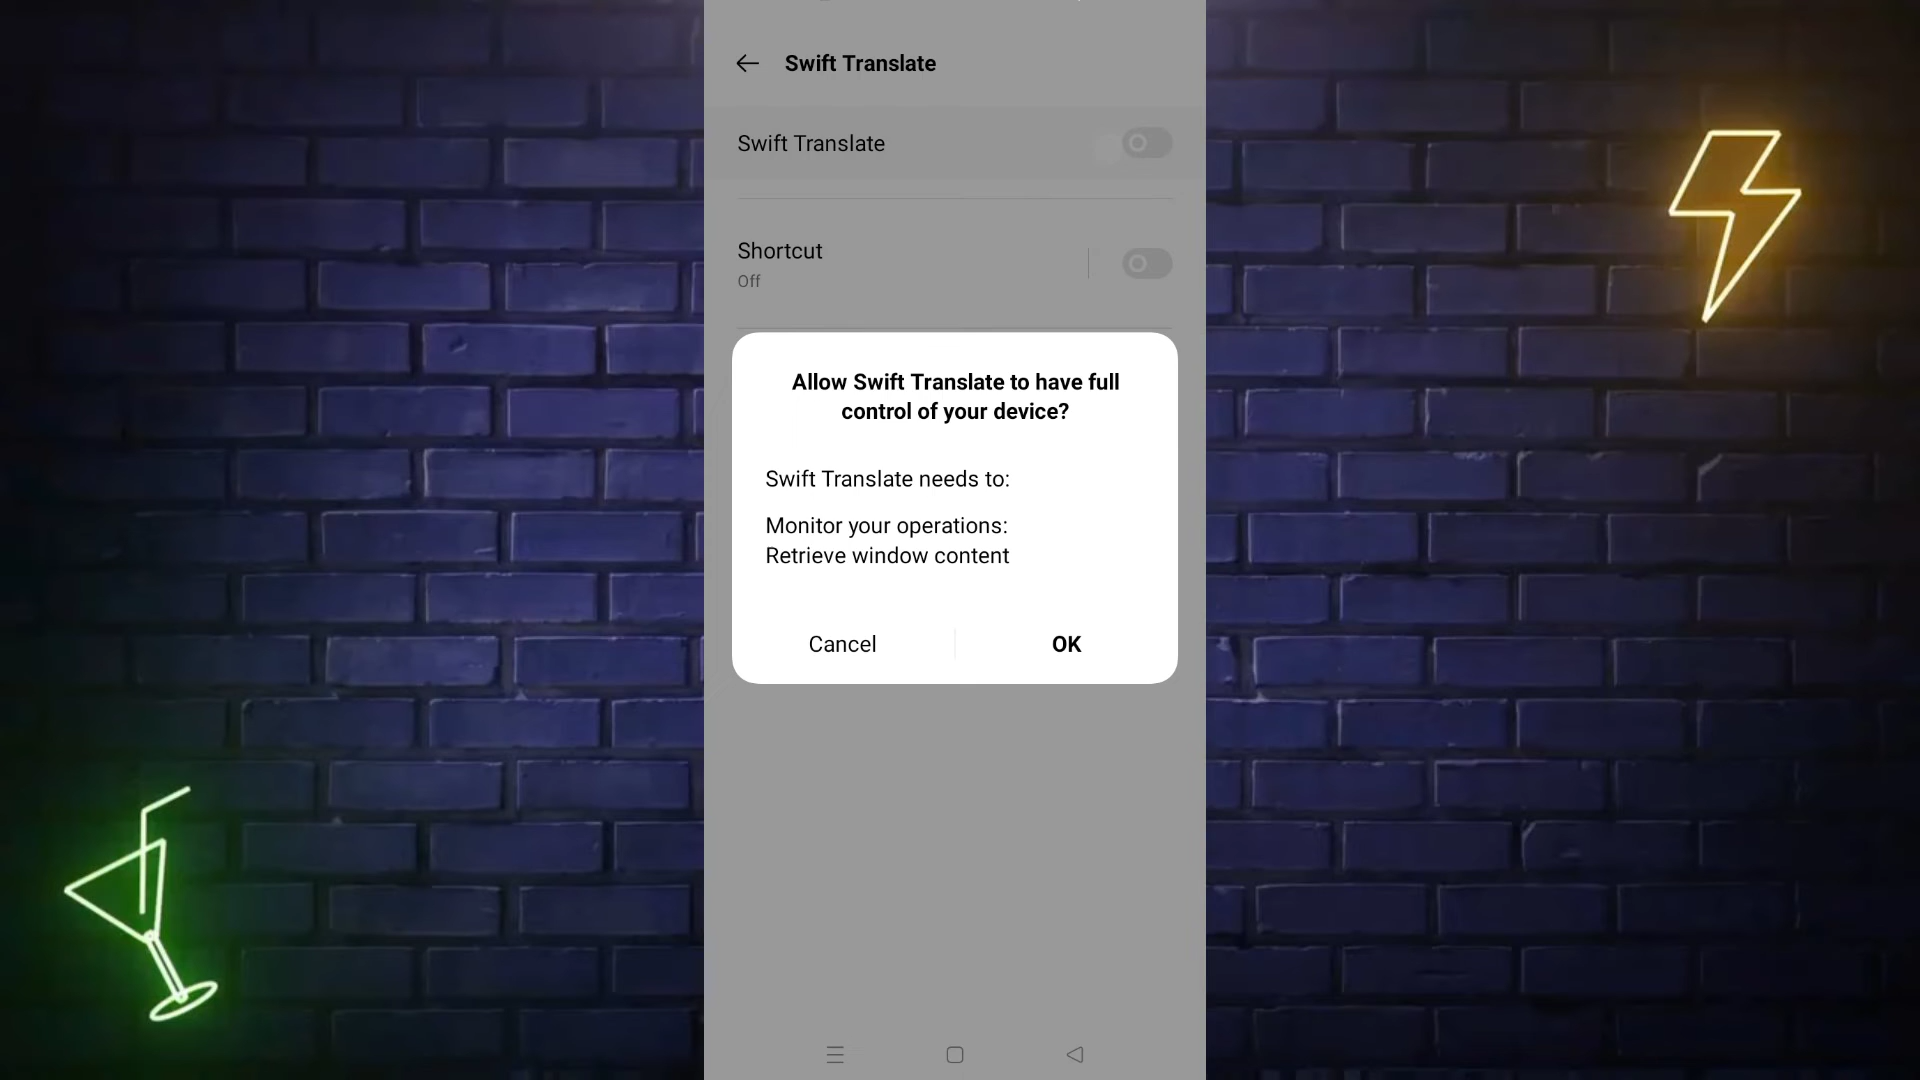 Swift Translate
Swift Translate
Shortcut
Off
Allow Swift Translate to have full
control of your device?
Swift Translate needs to:
Monitor your operations:
Retrieve window content
Cancel
OK